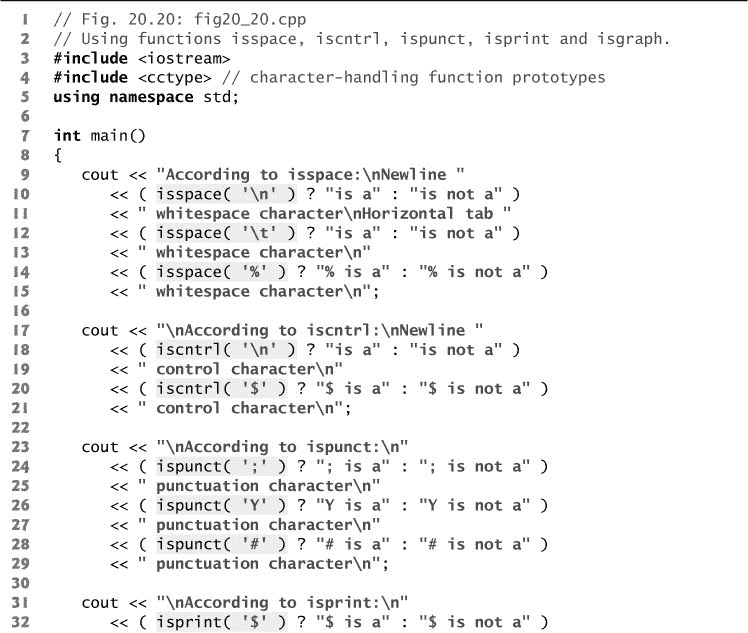 1 // Fig. 20.20: fig20_20.cpp
2 // Using functions isspace, iscntrl, ispunct, isprint and isgraph.
3 #include <iostream>
4 #include <cctype> // character-handling function prototypes
5 using namespace std;
6
7 int main()
8 {
9    cout << "According to isspace:\nNewline "
10       << ( isspace( '\n' ) ? "is a" : "is not a" )
11       << " whitespace character\nHorizontal tab "
12       << ( isspace( '\t' ) ? "is a" : "is not a" )
13       << " whitespace character\n"
14       << ( isspace( '%' ) ? "% is a" : "% is not a" )
15       << " whitespace character\n";
16
17    cout << "\nAccording to iscntrl:\nNewline "
18       << ( iscntrl( '\n' ) ? "is a" : "is not a" )
19       << " control character\n"
20       << ( iscntrl( '$' ) ? "$ is a" : "$ is not a" )
21       << " control character\n";
22
23    cout << "\nAccording to ispunct:\n"
24       << ( ispunct( ';' ) ? "; is a" : "; is not a" )
25       << " punctuation character\n"
26       << ( ispunct( 'Y' ) ? "Y is a" : "Y is not a" )
27       << " punctuation character\n"
28       << ( ispunct( '#' ) ? "# is a" : "# is not a" )
29       << " punctuation character\n";
30
31    cout << "\nAccording to isprint:\n"
32       << ( isprint( '$' ) ? "$ is a" : "$ is not a" )